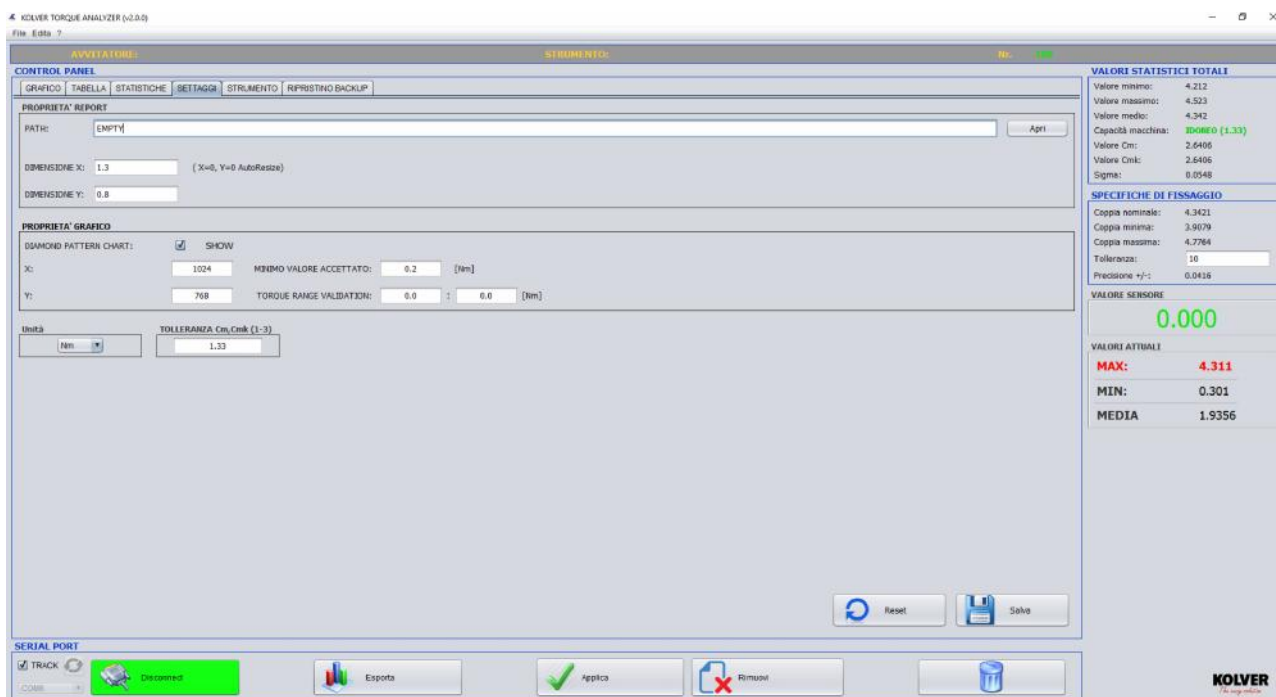 KOLVER TORQUE ANALYZER (v2.0.0)
File Edita ?
AVVITATORE: STRUMENTO: Nr.
CONTROL PANEL
GRAFICO TABELLA STATISTICHE SETTAGGI STRUMENTO RIPRISTINO BACKUP
PROPRIETA' REPORT
PATH: EMPTY Apri
DIMENSIONE X: 1.3 ( X=0, Y=0 AutoResize)
DIMENSIONE Y: 0.8
PROPRIETA' GRAFICO
DIAMOND PATTERN CHART: SHOW
X: 1024 MINIMO VALORE ACCETTATO: 0.2 [Nm]
Y: 768 TORQUE RANGE VALIDATION: 0.0 : 0.0 [Nm]
Unità TOLLERANZA Cm,Cmk (1-3)
Nm 1.33
Reset Salva
VALORI STATISTICI TOTALI
Valore minimo: 4.212
Valore massimo: 4.523
Valore medio: 4.342
Capacità macchina: IDONEO (1.33)
Valore Cm: 2.6406
Valore Cmk: 2.6406
Sigma: 0.0548
SPECIFICHE DI FISSAGGIO
Coppia nominale: 4.3421
Coppia minima: 3.9079
Coppia massima: 4.7764
Tolleranza: 10
Precisione +/-: 0.0416
VALORE SENSORE
0.000
VALORI ATTUALI
MAX: 4.311
MIN: 0.301
MEDIA 1.9356
SERIAL PORT
TRACK Disconnect Esporta Applica Rimuovi
KOLVER